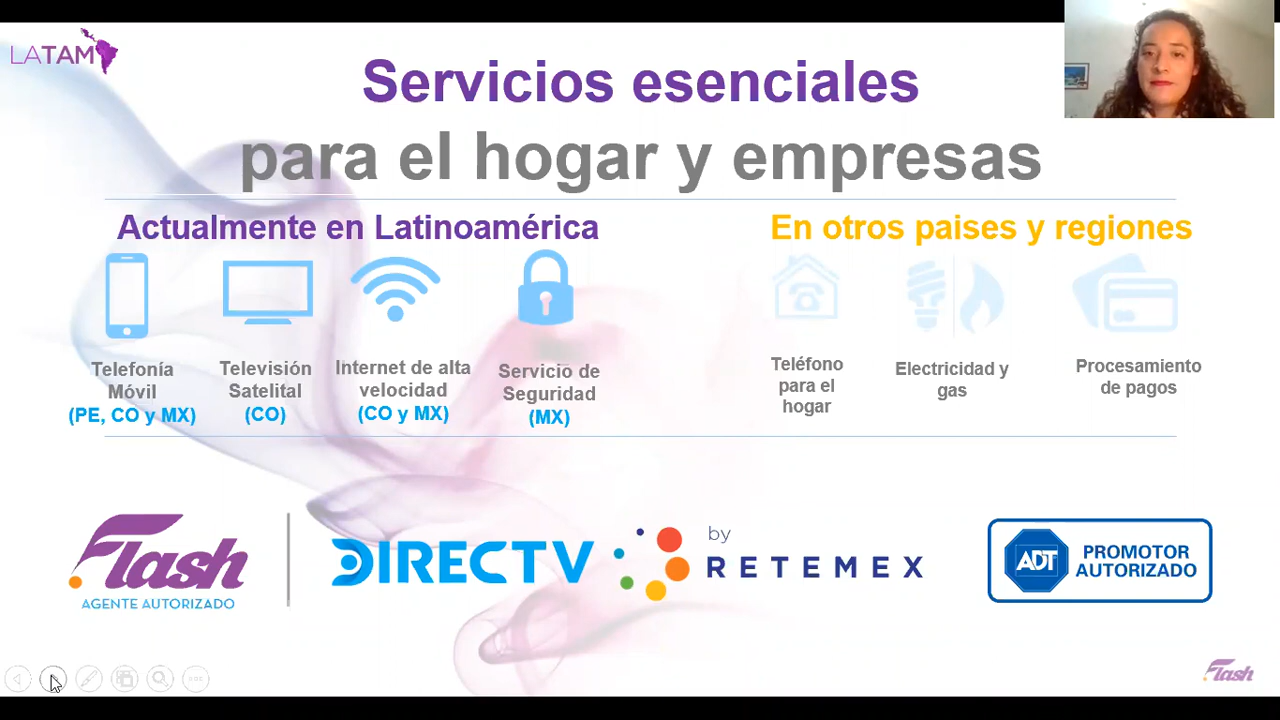 LATAM
Servicios esenciales
para el hogar y empresas
Actualmente en Latinoamérica
En otros paises y regiones
Telefonía
Móvil
(PE, CO y MX)
Televisión
Satelital
(CO)
Internet de alta
velocidad
(CO y MX)
Servicio de
Seguridad
(MX)
Teléfono
para el
hogar
Electricidad y
gas
Procesamiento
de pagos
Flash
AGENTE AUTORIZADO
DIRECTV
by
RETEMEX
ADT
PROMOTOR
AUTORIZADO
Flash